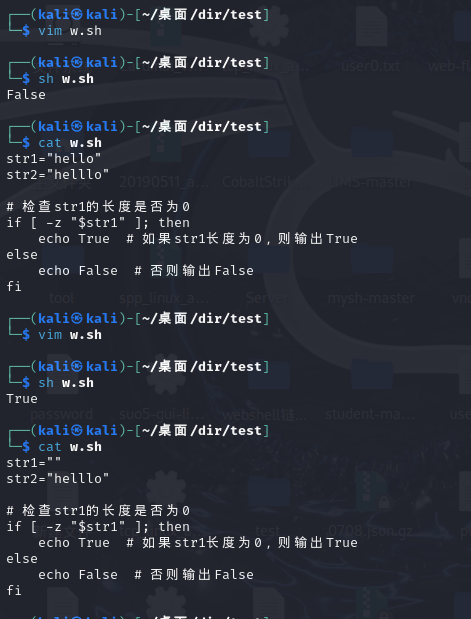 ┌──(kali㉿kali)-[~/桌面/dir/test]
└─$ vim w.sh
┌──(kali㉿kali)-[~/桌面/dir/test]
└─$ sh w.sh
False
┌──(kali㉿kali)-[~/桌面/dir/test]
└─$ cat w.sh
str1="hello"
str2="helllo"
# 检查str1的长度是否为0
if [ -z "$str1" ]; then
    echo True  # 如果str1长度为0，则输出True
else
    echo False  # 否则输出False
fi
┌──(kali㉿kali)-[~/桌面/dir/test]
└─$ vim w.sh
┌──(kali㉿kali)-[~/桌面/dir/test]
└─$ sh w.sh
True
┌──(kali㉿kali)-[~/桌面/dir/test]
└─$ cat w.sh
str1=""
str2="helllo"
# 检查str1的长度是否为0
if [ -z "$str1" ]; then
    echo True  # 如果str1长度为0，则输出True
else
    echo False  # 否则输出False
fi